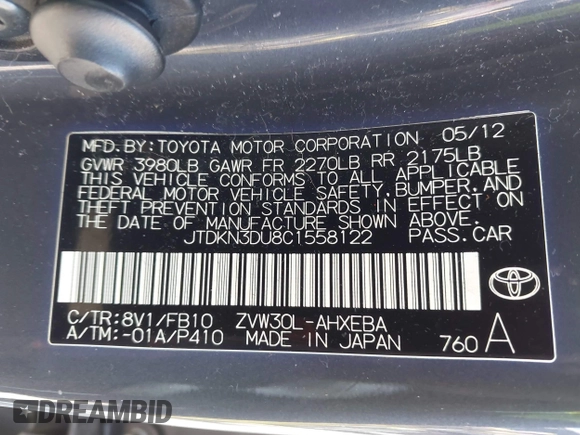 MFD. BY: TOYOTA MOTOR CORPORATION 05/12
GVWR 3980LB GAWR FR 2270LB RR 2175LB
THIS VEHICLE CONFORMS TO ALL APPLICABLE
FEDERAL MOTOR VEHICLE SAFETY, BUMPER, AND
THEFT PREVENTION STANDARDS IN EFFECT ON
THE DATE OF MANUFACTURE SHOWN ABOVE.
JTDKN3DU8C1558122 PASS. CAR
C/TR: 8V1/FB10 ZVW30L-AHXEBA
A/TM: -01A/P410 MADE IN JAPAN 760 A
DREAMBID